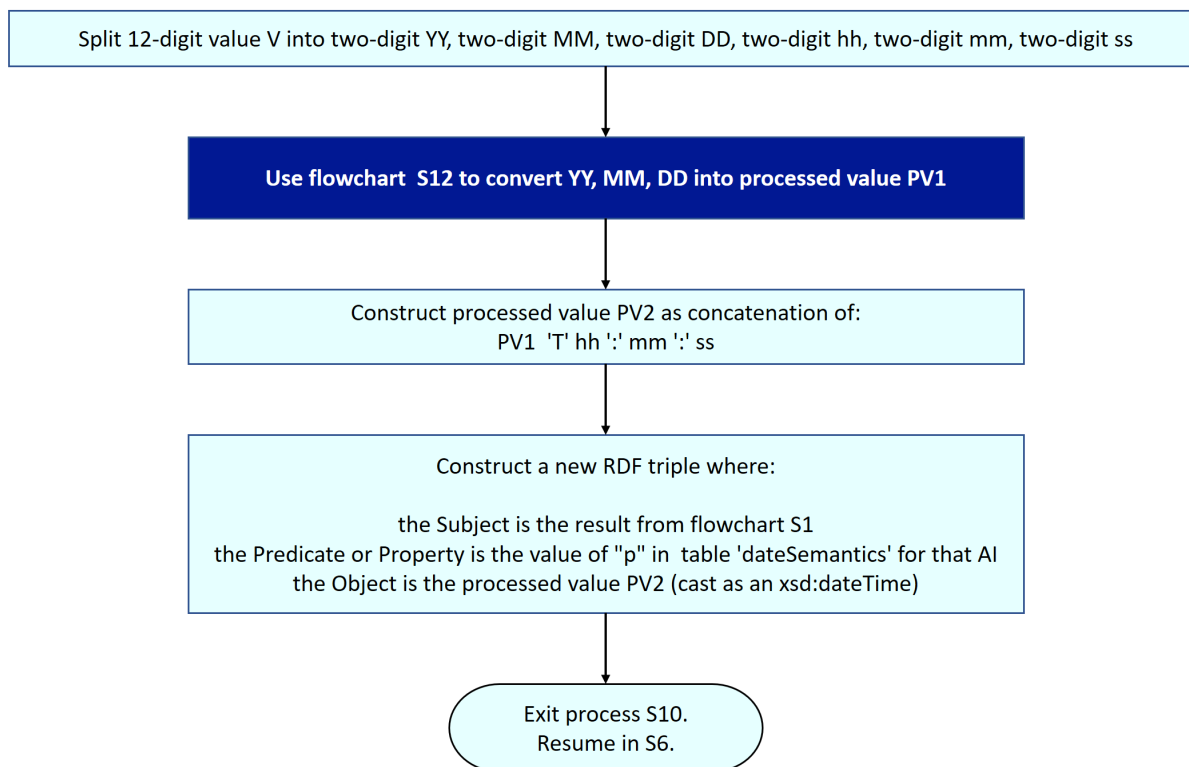 Split 12-digit value V into two-digit YY, two-digit MM, two-digit DD, two-digit hh, two-digit mm, two-digit ss
Use flowchart  S12 to convert YY, MM, DD into processed value PV1
Construct processed value PV2 as concatenation of:
PV1  'T' hh ':' mm ':' ss
Construct a new RDF triple where:
the Subject is the result from flowchart S1
the Predicate or Property is the value of "p" in  table 'dateSemantics' for that AI
the Object is the processed value PV2 (cast as an xsd:dateTime)
Exit process S10.
Resume in S6.